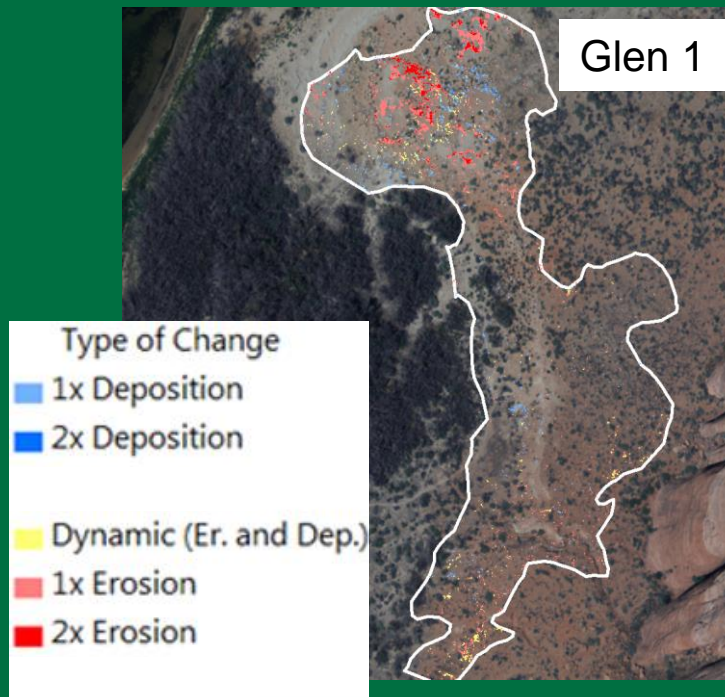 Glen 1
Type of Change
1x Deposition
2x Deposition
Dynamic (Er. and Dep.)
1x Erosion
2x Erosion